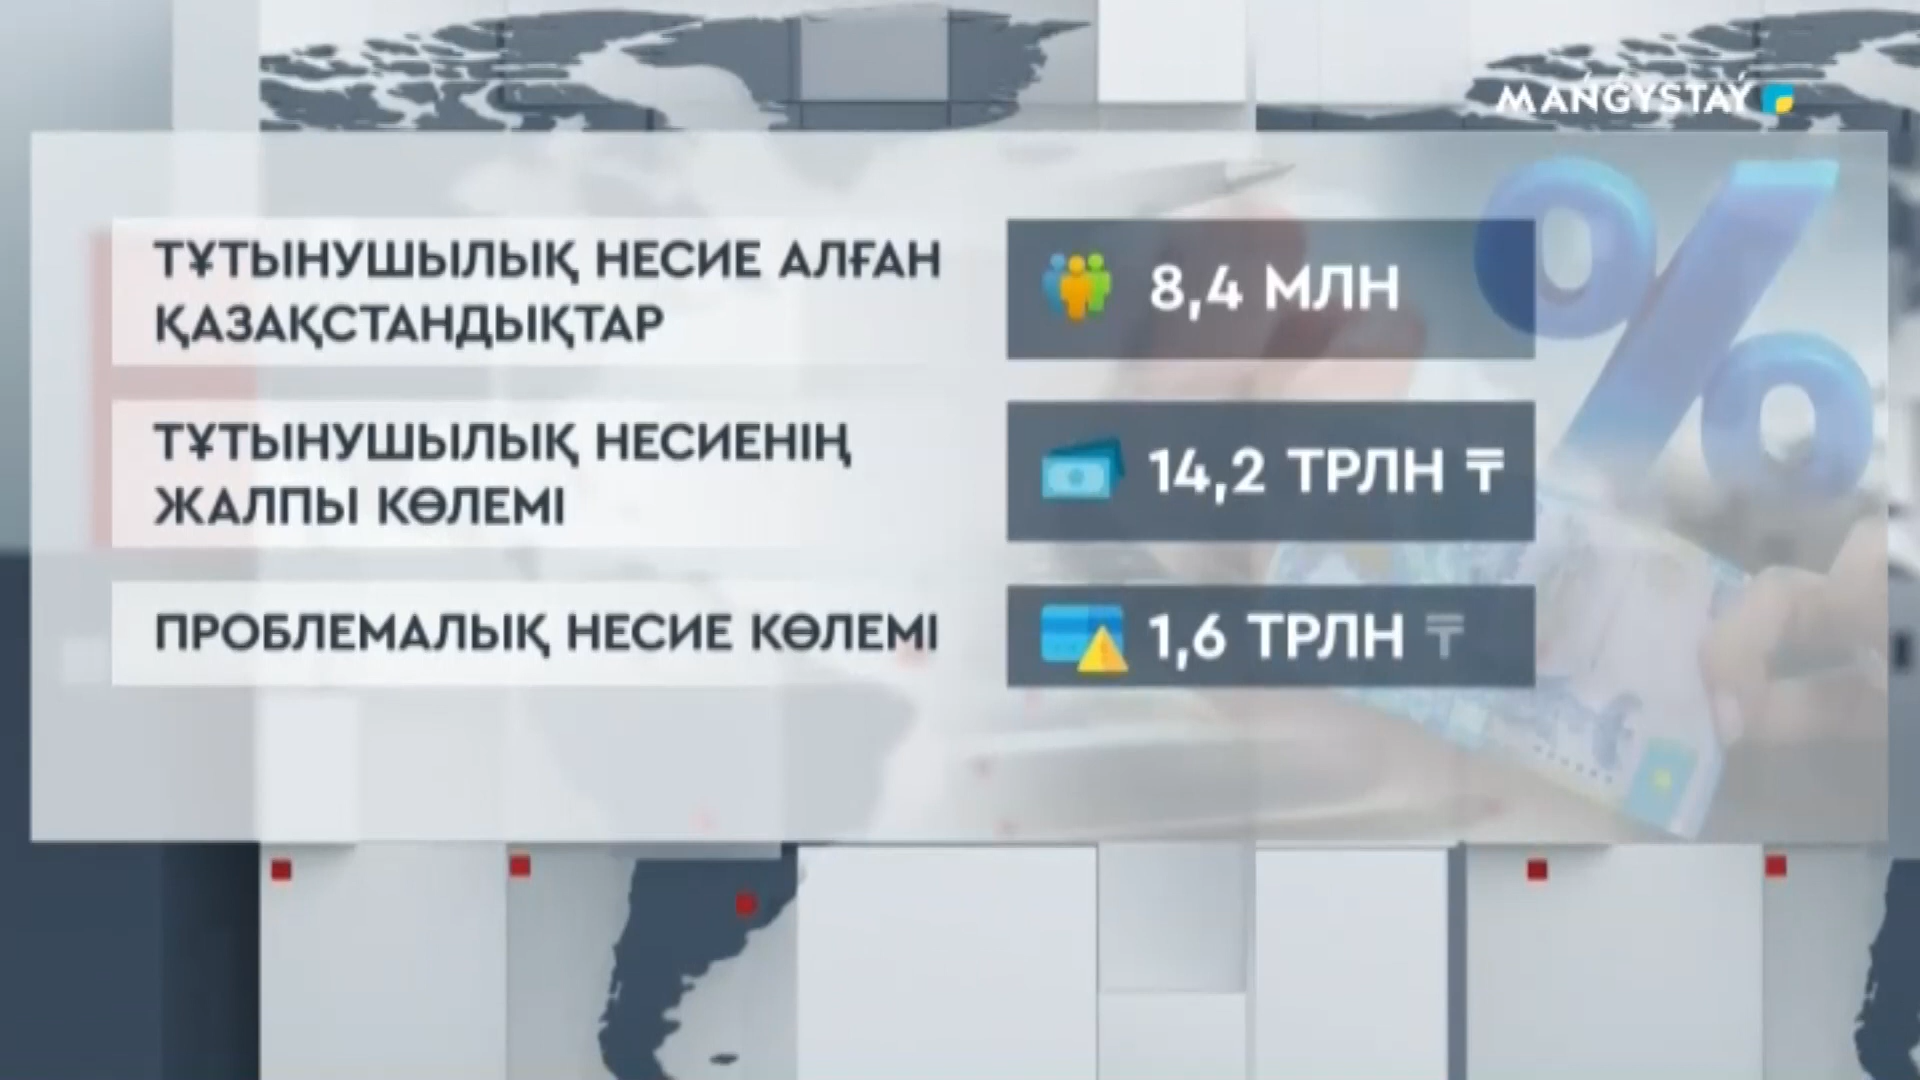 MAŃǴYSTAÝ
ТҰТЫНУШЫЛЫҚ НЕСИЕ АЛҒАН
ҚАЗАҚСТАНДЫҚТАР
8,4 МЛН
ТҰТЫНУШЫЛЫҚ НЕСИЕНІҢ
ЖАЛПЫ КӨЛЕМІ
14,2 ТРЛН ₸
ПРОБЛЕМАЛЫҚ НЕСИЕ КӨЛЕМІ
1,6 ТРЛН ₸
%